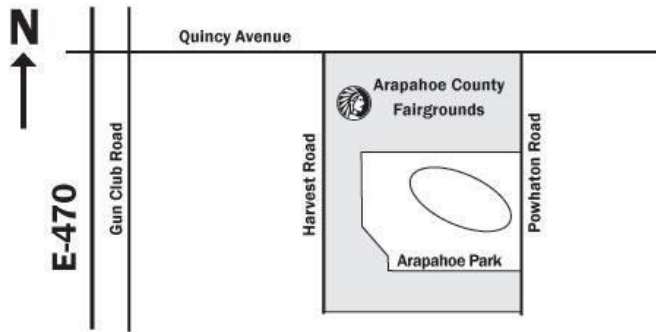 N
Quincy Avenue
Arapahoe County
Fairgrounds
E-470
Gun Club Road
Harvest Road
Powhaton Road
Arapahoe Park